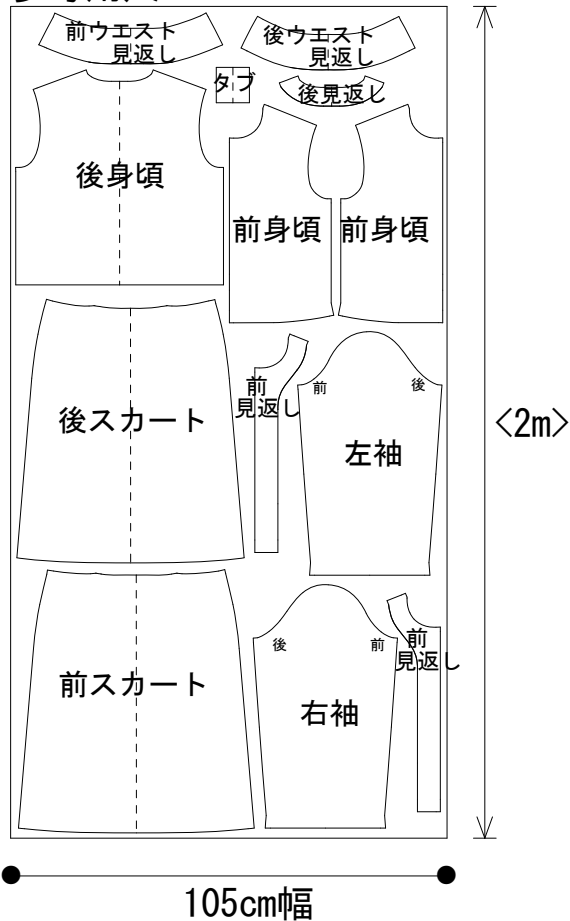 前ウエスト
見返し
後ウエスト
見返し
タブ
後見返し
後身頃
前身頃
前身頃
後スカート
前
見返し
前
後
左袖
<2m>
前スカート
後
前
右袖
前
見返し
105cm幅